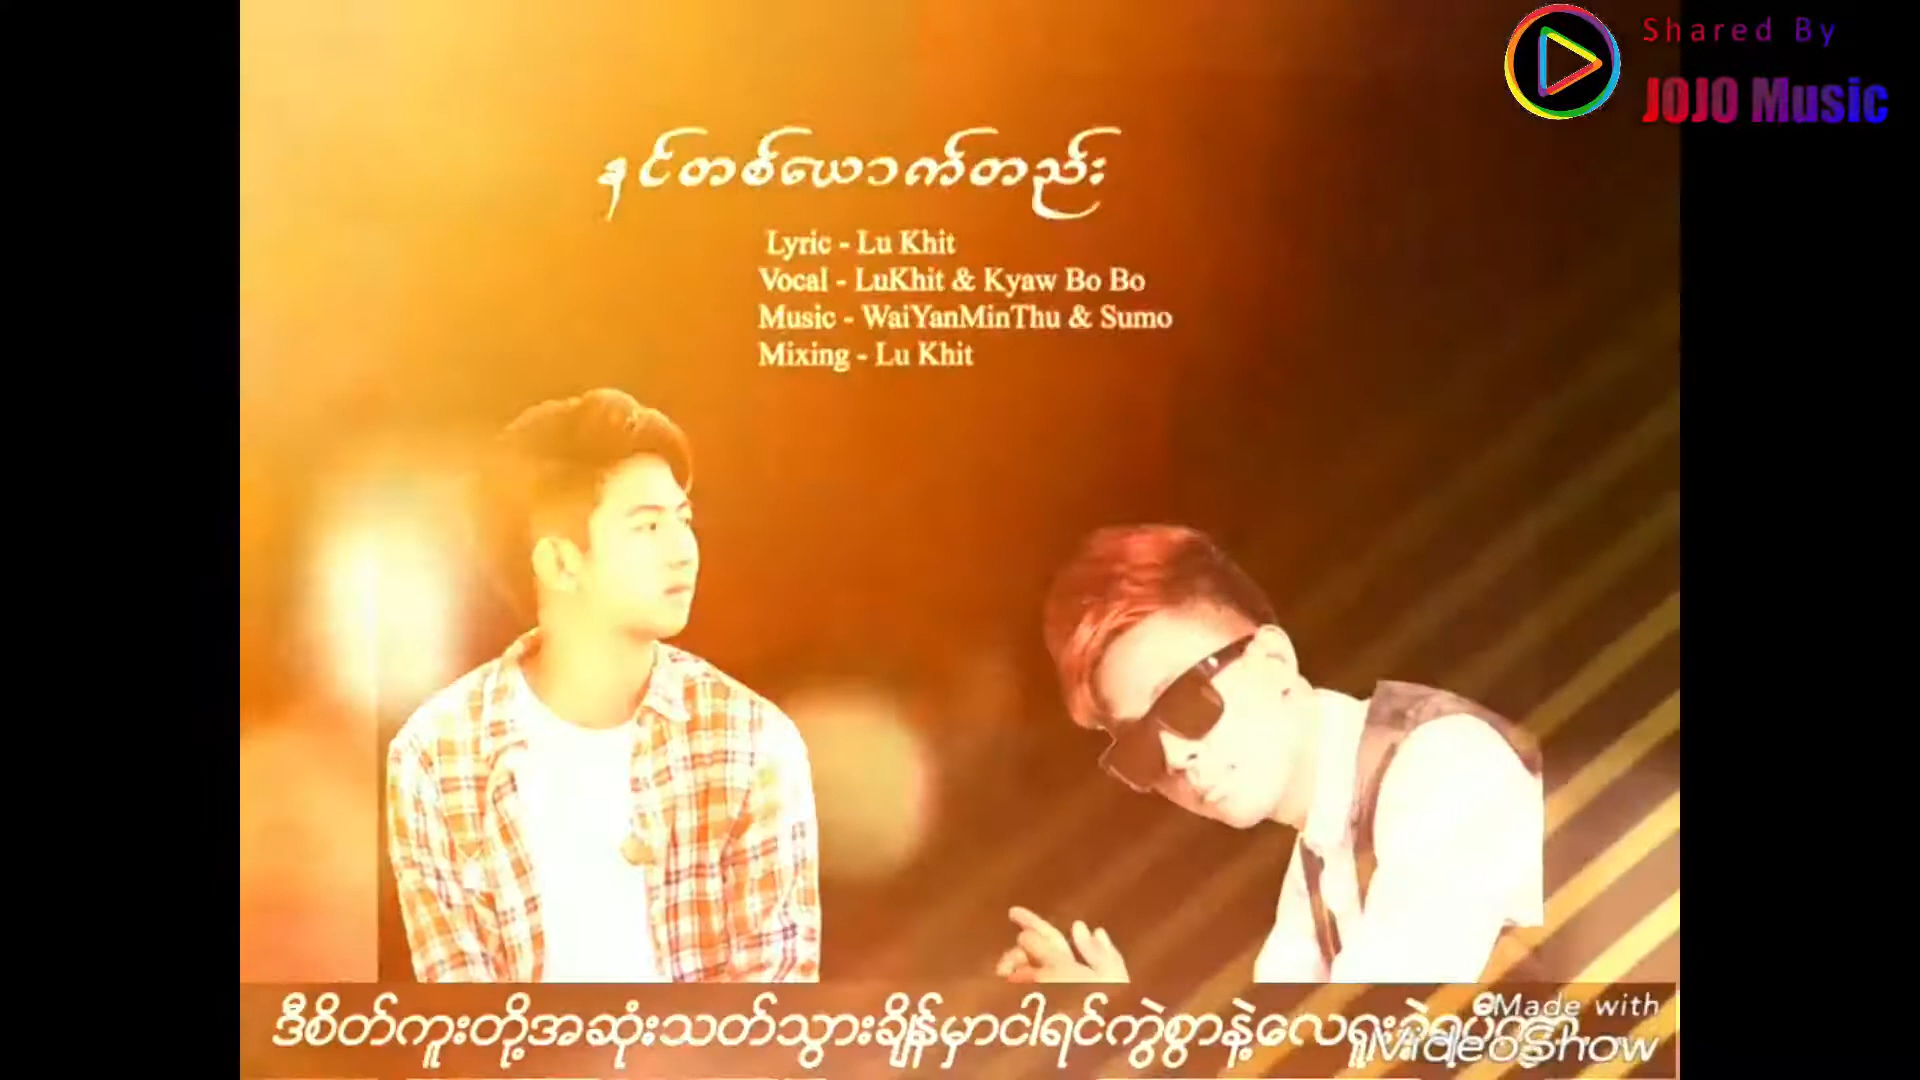 Shared By
JOJO Music
နင်တစ်ယောက်တည်း
Lyric - Lu Khit
Vocal - LuKhit & Kyaw Bo Bo
Music - WaiYanMinThu & Sumo
Mixing - Lu Khit
ဒီစိတ်ကူးတို့အဆုံးသတ်သွားချိန်မှာငါရင်ကွဲစွာနဲ့လေရှူး
Made with
VideoShow